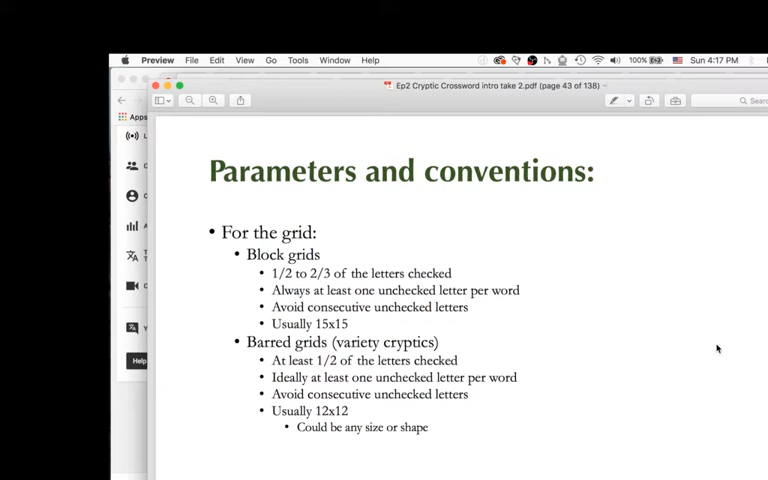 Preview File Edit View Go Tools Window Help 100% Sun 4:17 PM
Ep2 Cryptic Crossword intro take 2.pdf (page 43 of 138)
Apps
Parameters and conventions:
• For the grid:
• Block grids
• 1/2 to 2/3 of the letters checked
• Always at least one unchecked letter per word
• Avoid consecutive unchecked letters
• Usually 15x15
• Barred grids (variety cryptics)
• At least 1/2 of the letters checked
• Ideally at least one unchecked letter per word
• Avoid consecutive unchecked letters
• Usually 12x12
• Could be any size or shape
Help